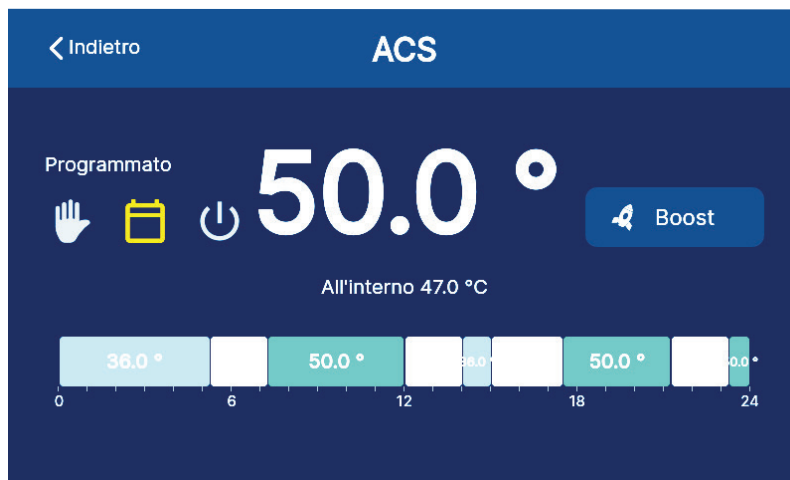 Indietro
ACS
Programmato
50.0 °
Boost
All'interno 47.0 °C
36.0 ° 50.0 ° 50.0 °
0 6 12 18 24